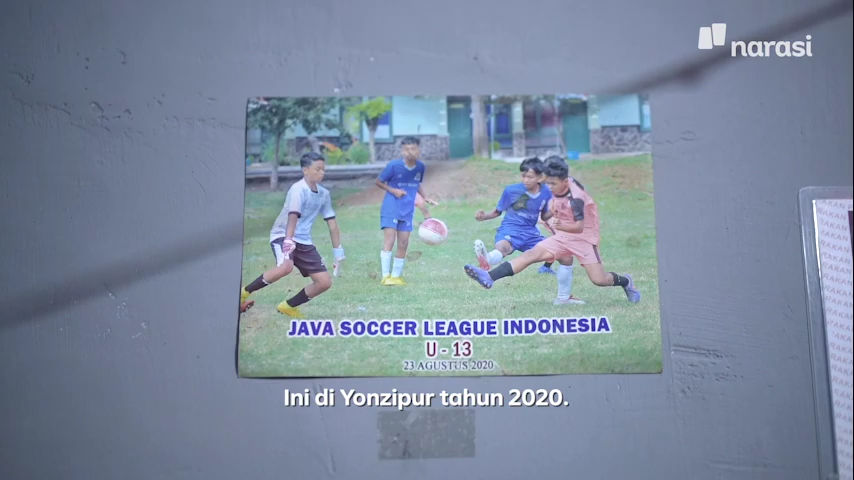 narasi
JAVA SOCCER LEAGUE INDONESIA
U - 13
23 AGUSTUS 2020
Ini di Yonzipur tahun 2020.